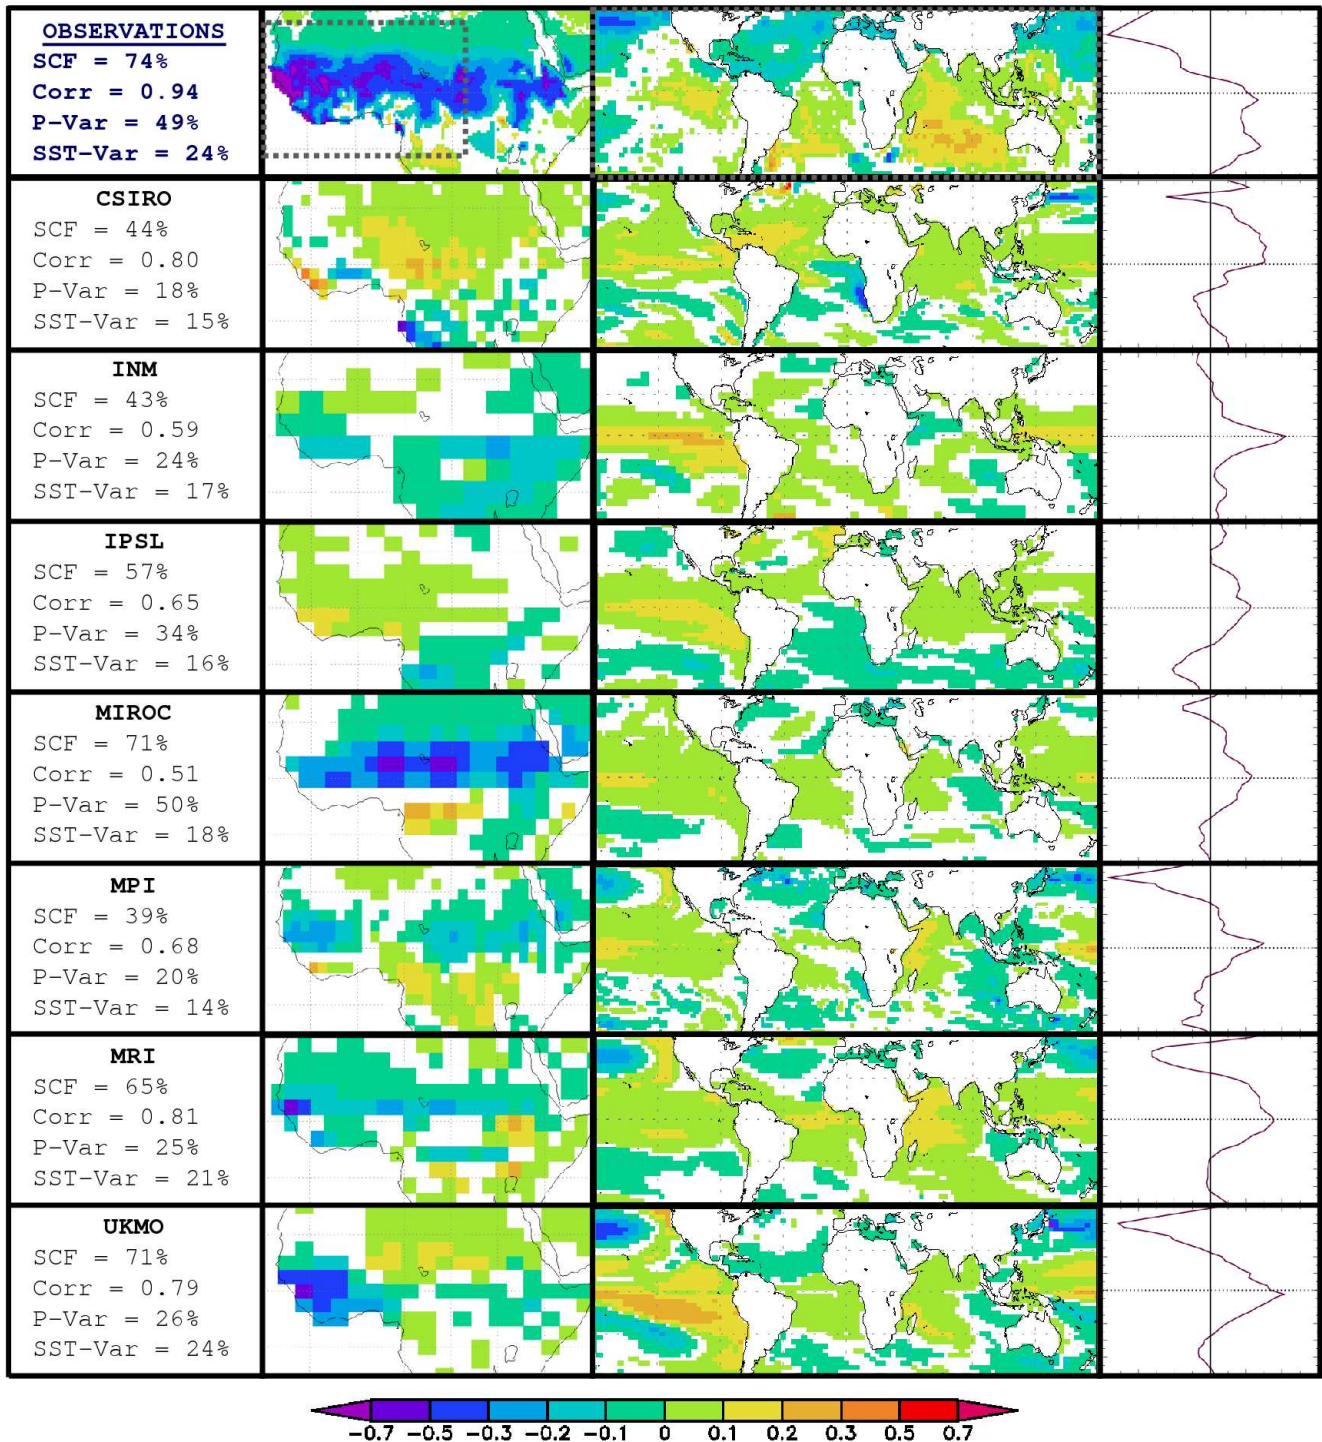 OBSERVATIONS
SCF = 74%
Corr = 0.94
P-Var = 49%
SST-Var = 24%
CSIRO
SCF = 44%
Corr = 0.80
P-Var = 18%
SST-Var = 15%
INM
SCF = 43%
Corr = 0.59
P-Var = 24%
SST-Var = 17%
IPSL
SCF = 57%
Corr = 0.65
P-Var = 34%
SST-Var = 16%
MIROC
SCF = 71%
Corr = 0.51
P-Var = 50%
SST-Var = 18%
MPI
SCF = 39%
Corr = 0.68
P-Var = 20%
SST-Var = 14%
MRI
SCF = 65%
Corr = 0.81
P-Var = 25%
SST-Var = 21%
UKMO
SCF = 71%
Corr = 0.79
P-Var = 26%
SST-Var = 24%
-0.7 -0.5 -0.3 -0.2 -0.1 0 0.1 0.2 0.3 0.5 0.7